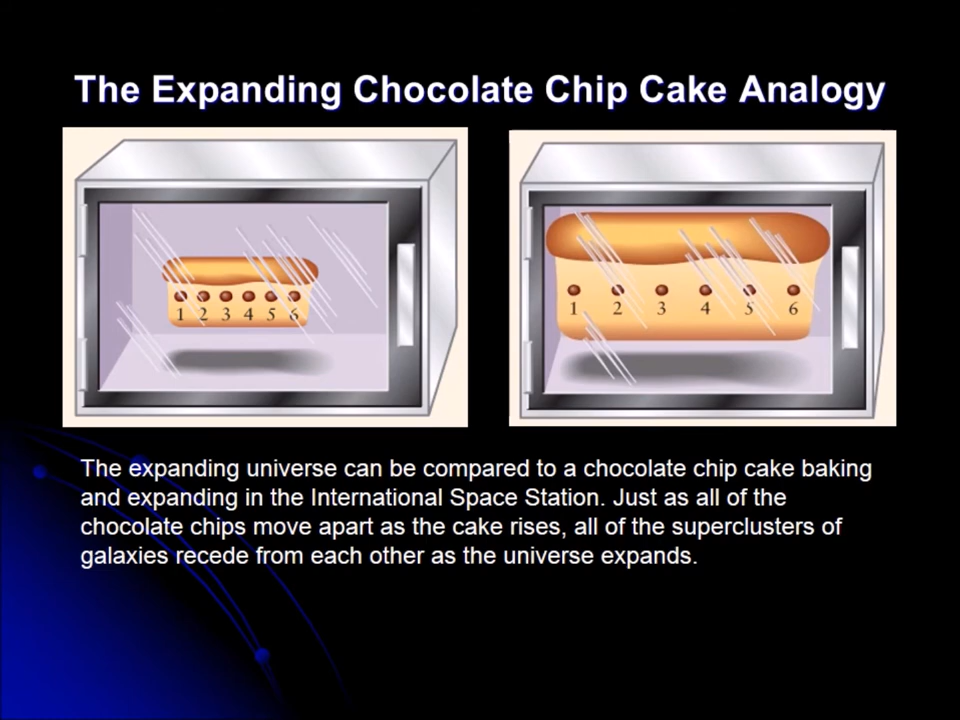 The Expanding Chocolate Chip Cake Analogy
1 2 3 4 5 6
1 2 3 4 5 6
The expanding universe can be compared to a chocolate chip cake baking
and expanding in the International Space Station. Just as all of the
chocolate chips move apart as the cake rises, all of the superclusters of
galaxies recede from each other as the universe expands.